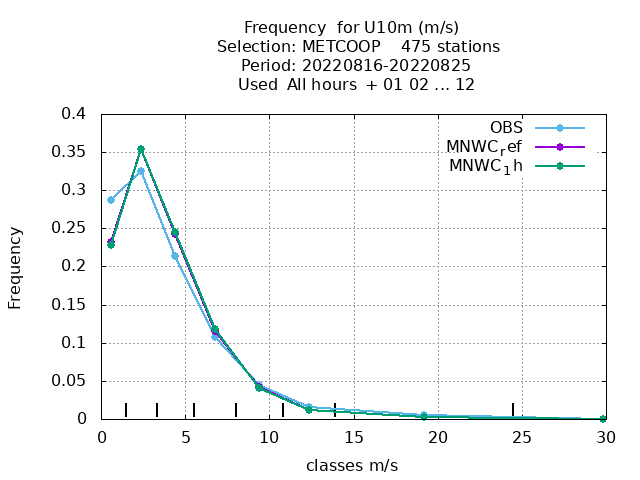 Frequency  for U10m (m/s)
Selection: METCOOP    475 stations
Period: 20220816-20220825
Used  All hours  + 01 02 ... 12
0.4
0.35
0.3
0.25
0.2
0.15
0.1
0.05
0
Frequency
OBS
MNWCref
MNWC1h
0 5 10 15 20 25 30
classes m/s